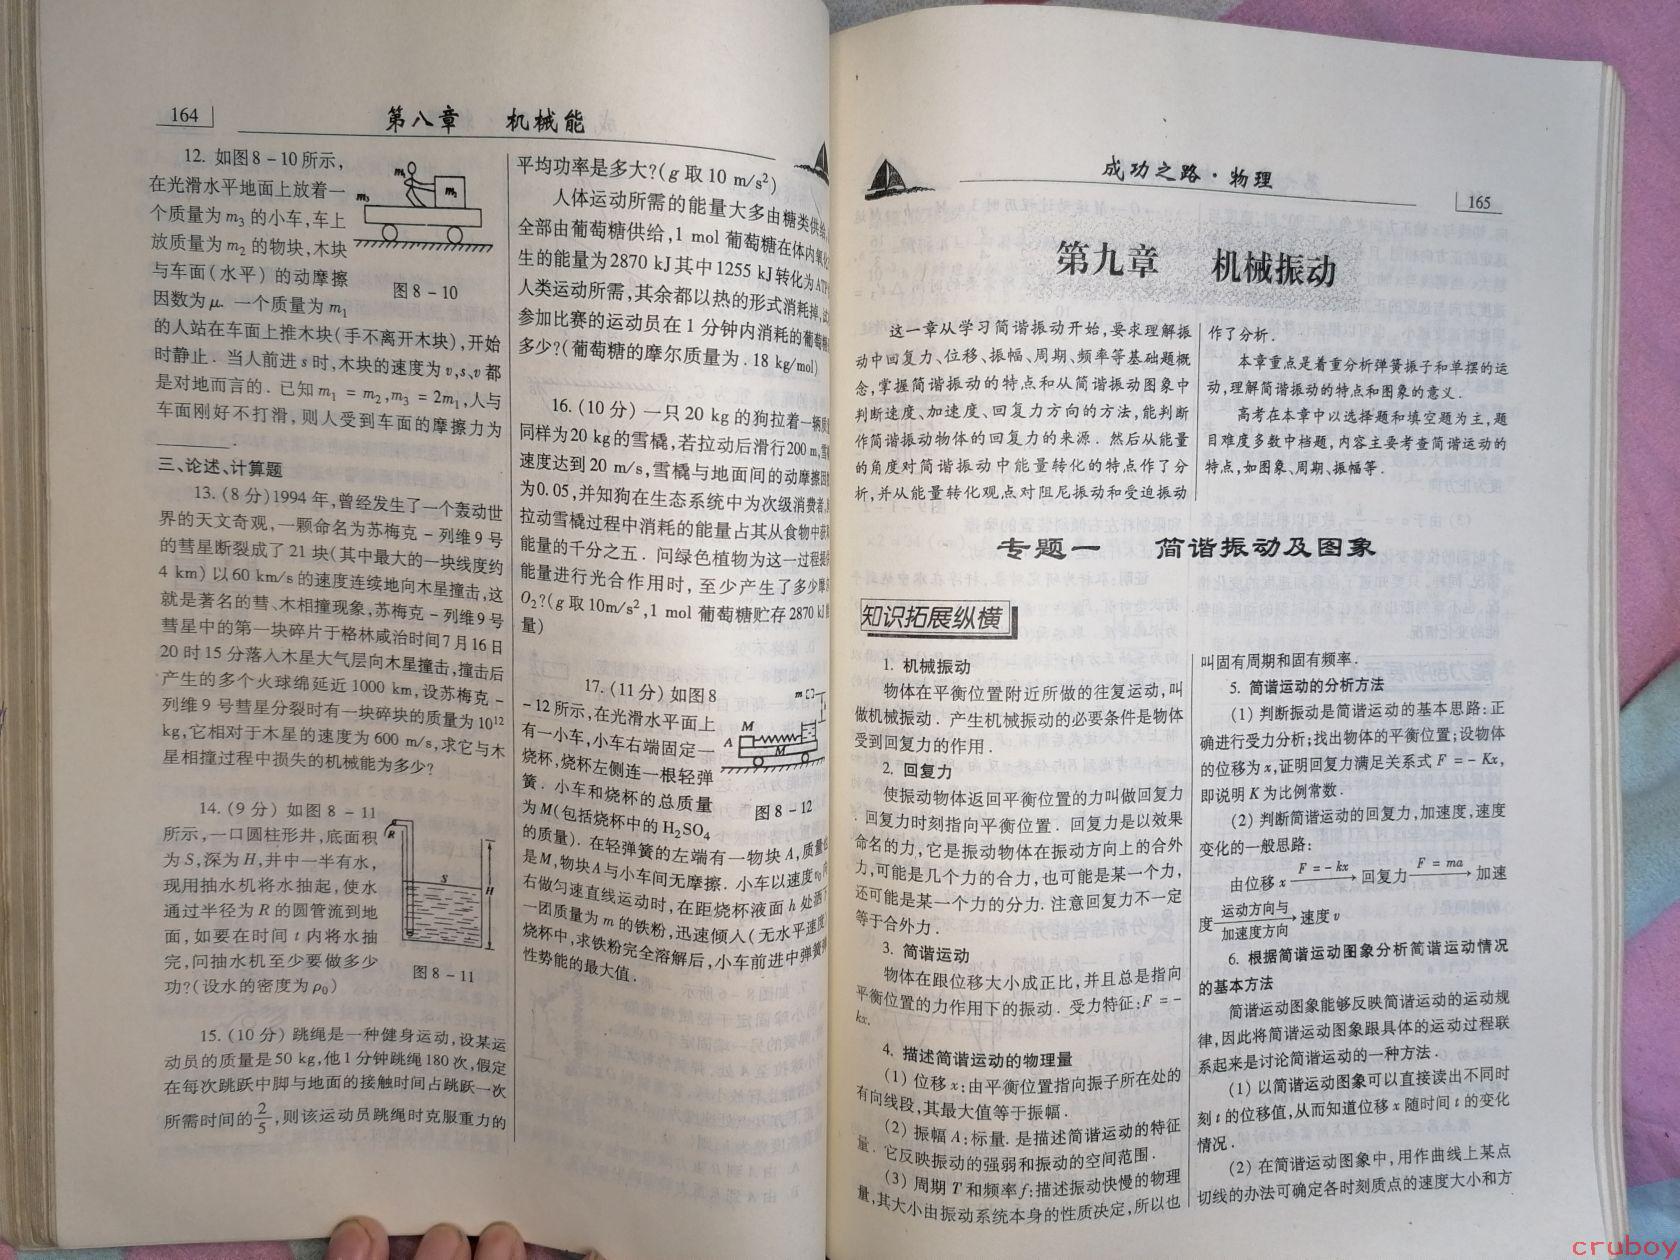 164
第八章 机械能
12. 如图8-10所示,
在光滑水平地面上放着一
个质量为m3的小车,车上
放质量为m2的物块,木块
与车面(水平)的动摩擦
因数为μ. 一个质量为m1
的人站在车面上推木块(手不离开木块),开始
时静止. 当人前进s时,木块的速度为v,s、v都
是对地而言的. 已知m1=m2,m3=2m1,人与
车面刚好不打滑, 则人受到车面的摩擦力为
.
m1
m2
m3
图8-10
三、论述、计算题
13. (8分)1994年,曾经发生了一个轰动世
界的天文奇观,一颗命名为苏梅克-列维9号
的彗星断裂成了21块(其中最大的一块线度约
4 km)以60 km/s的速度连续地向木星撞击,这
就是著名的彗、木相撞现象,苏梅克-列维9号
彗星中的第一块碎片于格林威治时间7月16日
20时15分落入木星大气层向木星撞击,撞击后
产生的多个火球绵延近1000 km,设苏梅克-
列维9号彗星分裂时有一块碎块的质量为10¹²
kg,它相对于木星的速度为600 m/s,求它与木
星相撞过程中损失的机械能为多少?
14. (9分) 如图8-11
所示,一口圆柱形井,底面积
为S,深为H,井中一半有水,
现用抽水机将水抽起,使水
通过半径为R的圆管流到地
面,如要在时间t内将水抽
完,问抽水机至少要做多少
功?(设水的密度为ρ0)
R
S
H
图8-11
15. (10分) 跳绳是一种健身运动,设某运
动员的质量是50 kg,他1分钟跳绳180次,假定
在每次跳跃中脚与地面的接触时间占跳跃一次
所需时间的2/5,则该运动员跳绳时克服重力的
平均功率是多大?(g取10 m/s²)
人体运动所需的能量大多由糖类供给,
全部由葡萄糖供给,1 mol葡萄糖在体内氧化
生的能量为2870 kJ其中1255 kJ转化为ATP
人类运动所需,其余都以热的形式消耗掉,试
参加比赛的运动员在1分钟内消耗的葡萄糖
多少?(葡萄糖的摩尔质量为.18 kg/mol)
16. (10分) 一只20 kg的狗拉着一辆质
同样为20 kg的雪橇,若拉动后滑行200 m,雪
速度达到20 m/s,雪橇与地面间的动摩擦因
为0.05,并知狗在生态系统中为次级消费者,
拉动雪橇过程中消耗的能量占其从食物中获
能量的千分之五. 问绿色植物为这一过程提
能量进行光合作用时, 至少产生了多少摩
O2?(g取10m/s²,1 mol葡萄糖贮存2870 kJ
量)
17. (11分) 如图8
-12所示,在光滑水平面上
有一小车,小车右端固定一
烧杯,烧杯左侧连一根轻弹
簧. 小车和烧杯的总质量
为M(包括烧杯中的H2SO4
的质量). 在轻弹簧的左端有一物块A,质量
是M,物块A与小车间无摩擦. 小车以速度v0
右做匀速直线运动时,在距烧杯液面h处洒
一团质量为m的铁粉,迅速倾人(无水平速度)
烧杯中,求铁粉完全溶解后,小车前进中弹簧
性势能的最大值.
m
M
A
M
图8-12
成功之路·物理
165
第九章 机械振动
这一章从学习简谐振动开始,要求理解振
动中回复力、位移、振幅、周期、频率等基础题概
念,掌握简谐振动的特点和从简谐振动图象中
判断速度、加速度、回复力方向的方法,能判断
作简谐振动物体的回复力的来源. 然后从能量
的角度对简谐振动中能量转化的特点作了分
析,并从能量转化观点对阻尼振动和受迫振动
作了分析.
本章重点是着重分析弹簧振子和单摆的运
动,理解简谐振动的特点和图象的意义.
高考在本章中以选择题和填空题为主,题
目难度多数中档题,内容主要考查简谐运动的
特点,如图象、周期、振幅等.
专题一 简谐振动及图象
知识拓展纵横
1. 机械振动
物体在平衡位置附近所做的往复运动,叫
做机械振动. 产生机械振动的必要条件是物体
受到回复力的作用.
2. 回复力
使振动物体返回平衡位置的力叫做回复力
. 回复力时刻指向平衡位置. 回复力是以效果
命名的力,它是振动物体在振动方向上的合外
力,可能是几个力的合力,也可能是某一个力,
还可能是某一个力的分力. 注意回复力不一定
等于合外力.
3. 简谐运动
物体在跟位移大小成正比,并且总是指向
平衡位置的力作用下的振动. 受力特征: F = -
kx.
4. 描述简谐运动的物理量
(1) 位移x:由平衡位置指向振子所在处的
有向线段,其最大值等于振幅.
(2) 振幅A:标量. 是描述简谐运动的特征
量. 它反映振动的强弱和振动的空间范围.
(3) 周期T和频率f:描述振动快慢的物理
量,其大小由振动系统本身的性质决定,所以也
叫固有周期和固有频率.
5. 简谐运动的分析方法
(1) 判断振动是简谐运动的基本思路:正
确进行受力分析;找出物体的平衡位置;设物体
的位移为x,证明回复力满足关系式F = - Kx,
即说明K为比例常数.
(2) 判断简谐运动的回复力,加速度,速度
变化的一般思路:
由位移x F=-kx→回复力 F=ma→加速
度 运动方向与加速度方向→速度v
6. 根据简谐运动图象分析简谐运动情况
的基本方法
简谐运动图象能够反映简谐运动的运动规
律,因此将简谐运动图象跟具体的运动过程联
系起来是讨论简谐运动的一种方法.
(1) 以简谐运动图象可以直接读出不同时
刻t的位移值,从而知道位移x随时间t的变化
情况.
(2) 在简谐运动图象中,用作曲线上某点
切线的办法可确定各时刻质点的速度大小和方
cruboy